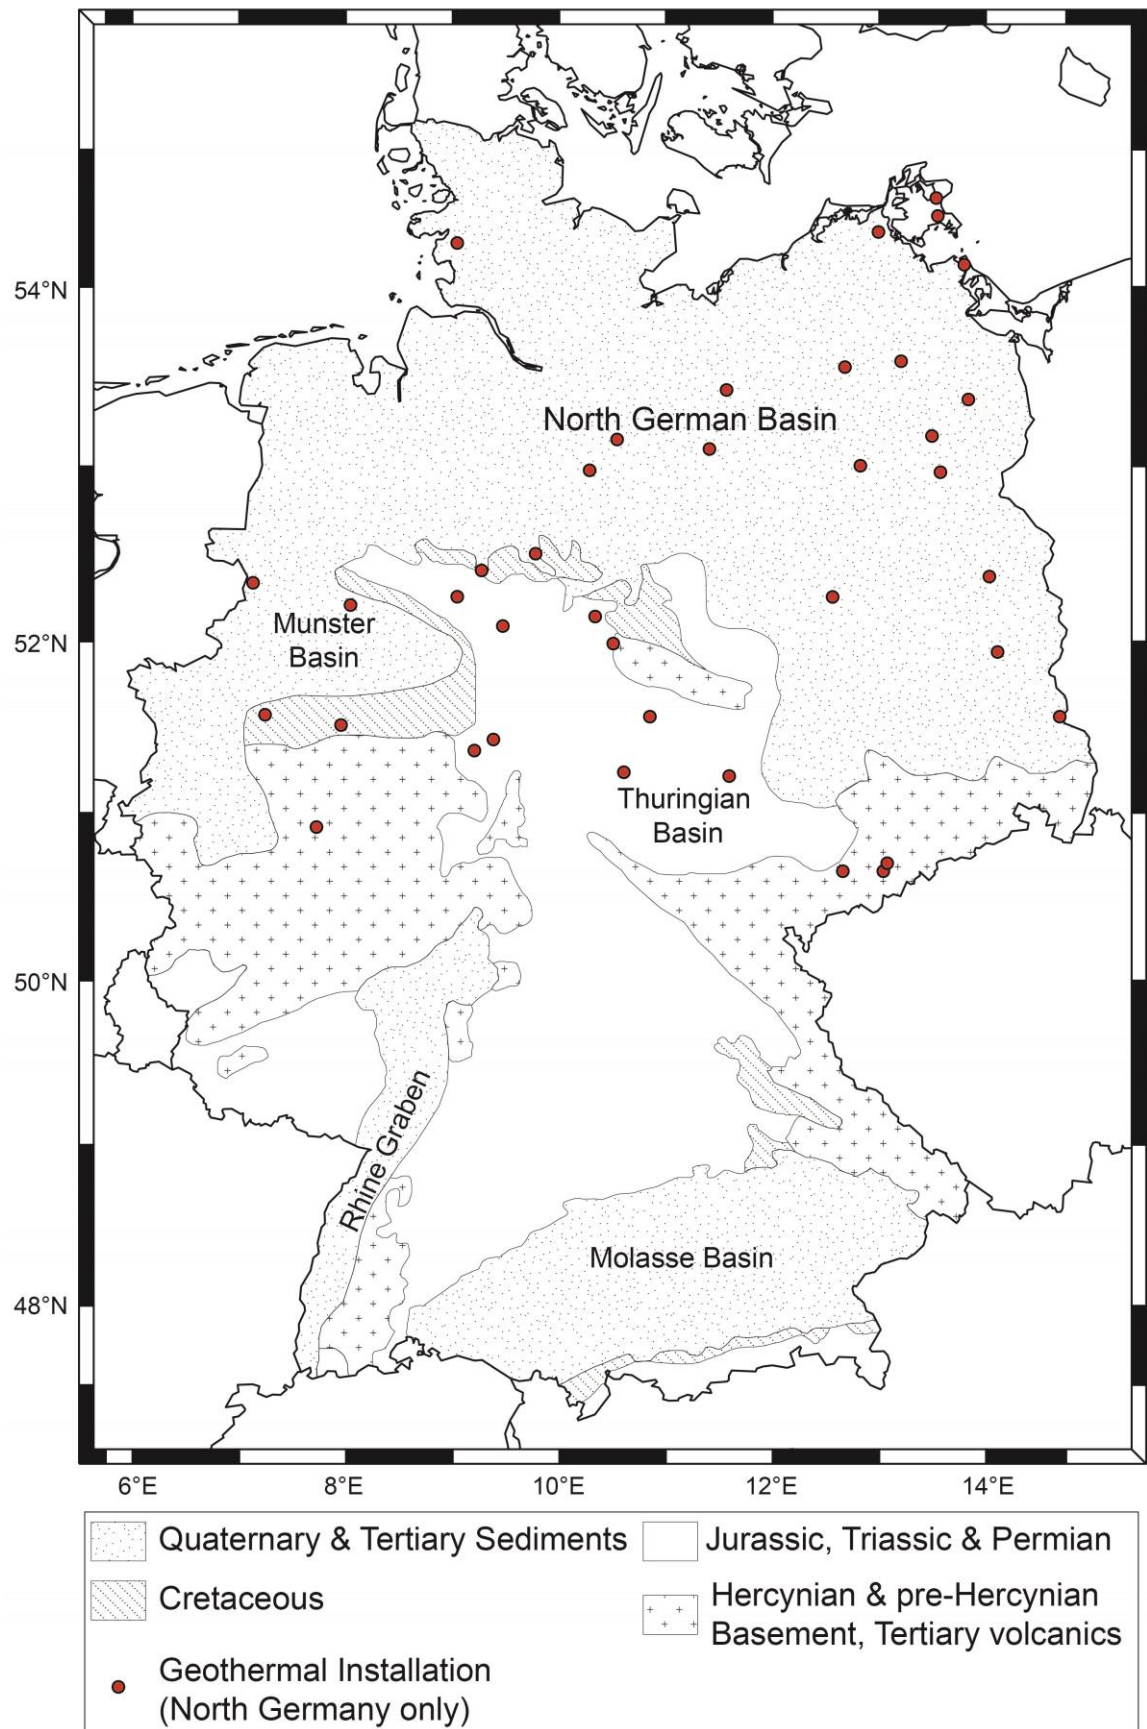 54°N
North German Basin
Munster
Basin
52°N
Thuringian
Basin
50°N
Rhine Graben
Molasse Basin
48°N
6°E
8°E
10°E
12°E
14°E
Quaternary & Tertiary Sediments
Jurassic, Triassic & Permian
Cretaceous
Hercynian & pre-Hercynian
Basement, Tertiary volcanics
Geothermal Installation
(North Germany only)